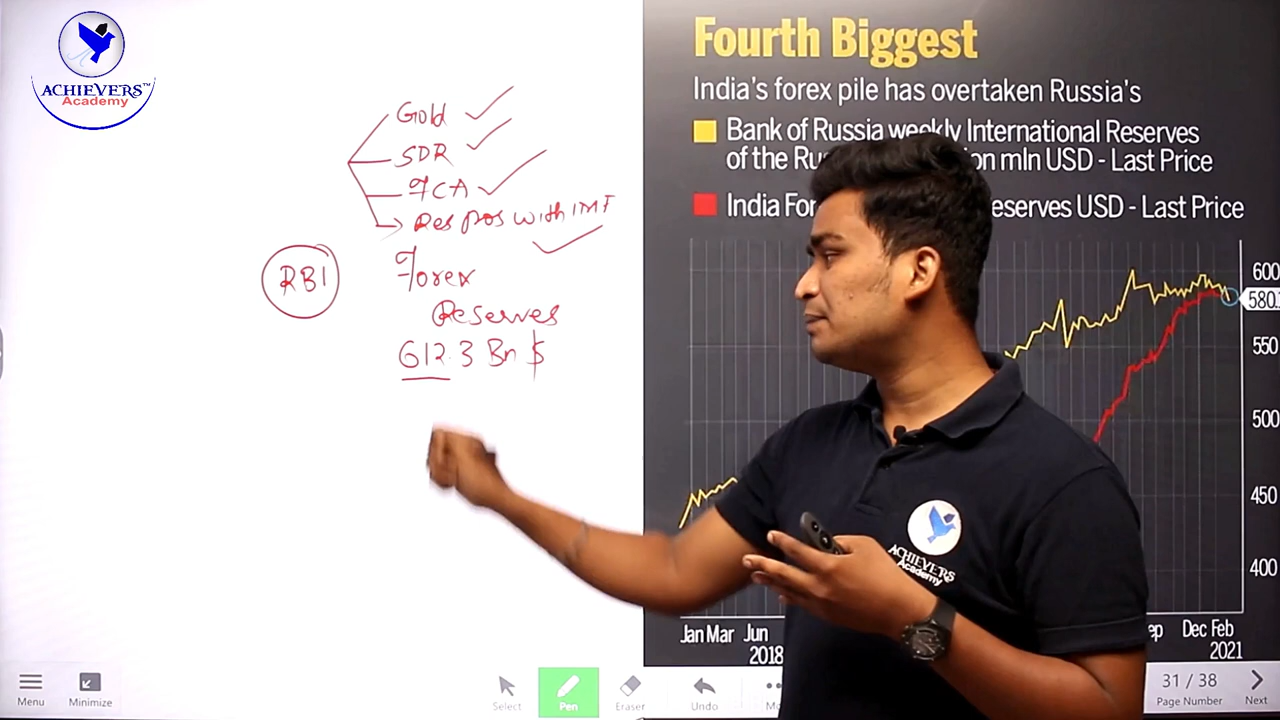 ACHIEVERS™
Academy
Gold
SDR
FCA
Res Pos with IMF
RBI
Forex
Reserves
612.3 Bn $
Fourth Biggest
India's forex pile has overtaken Russia's
Bank of Russia weekly International Reserves
of the Ru on mln USD - Last Price
India For eserves USD - Last Price
600
580.
550
500
450
400
Jan Mar Jun ep Dec Feb
2018 2021
ACHIEVERS
Academy
Menu Minimize Select Pen Eraser Undo Mo 31 / 38 Next
Page Number